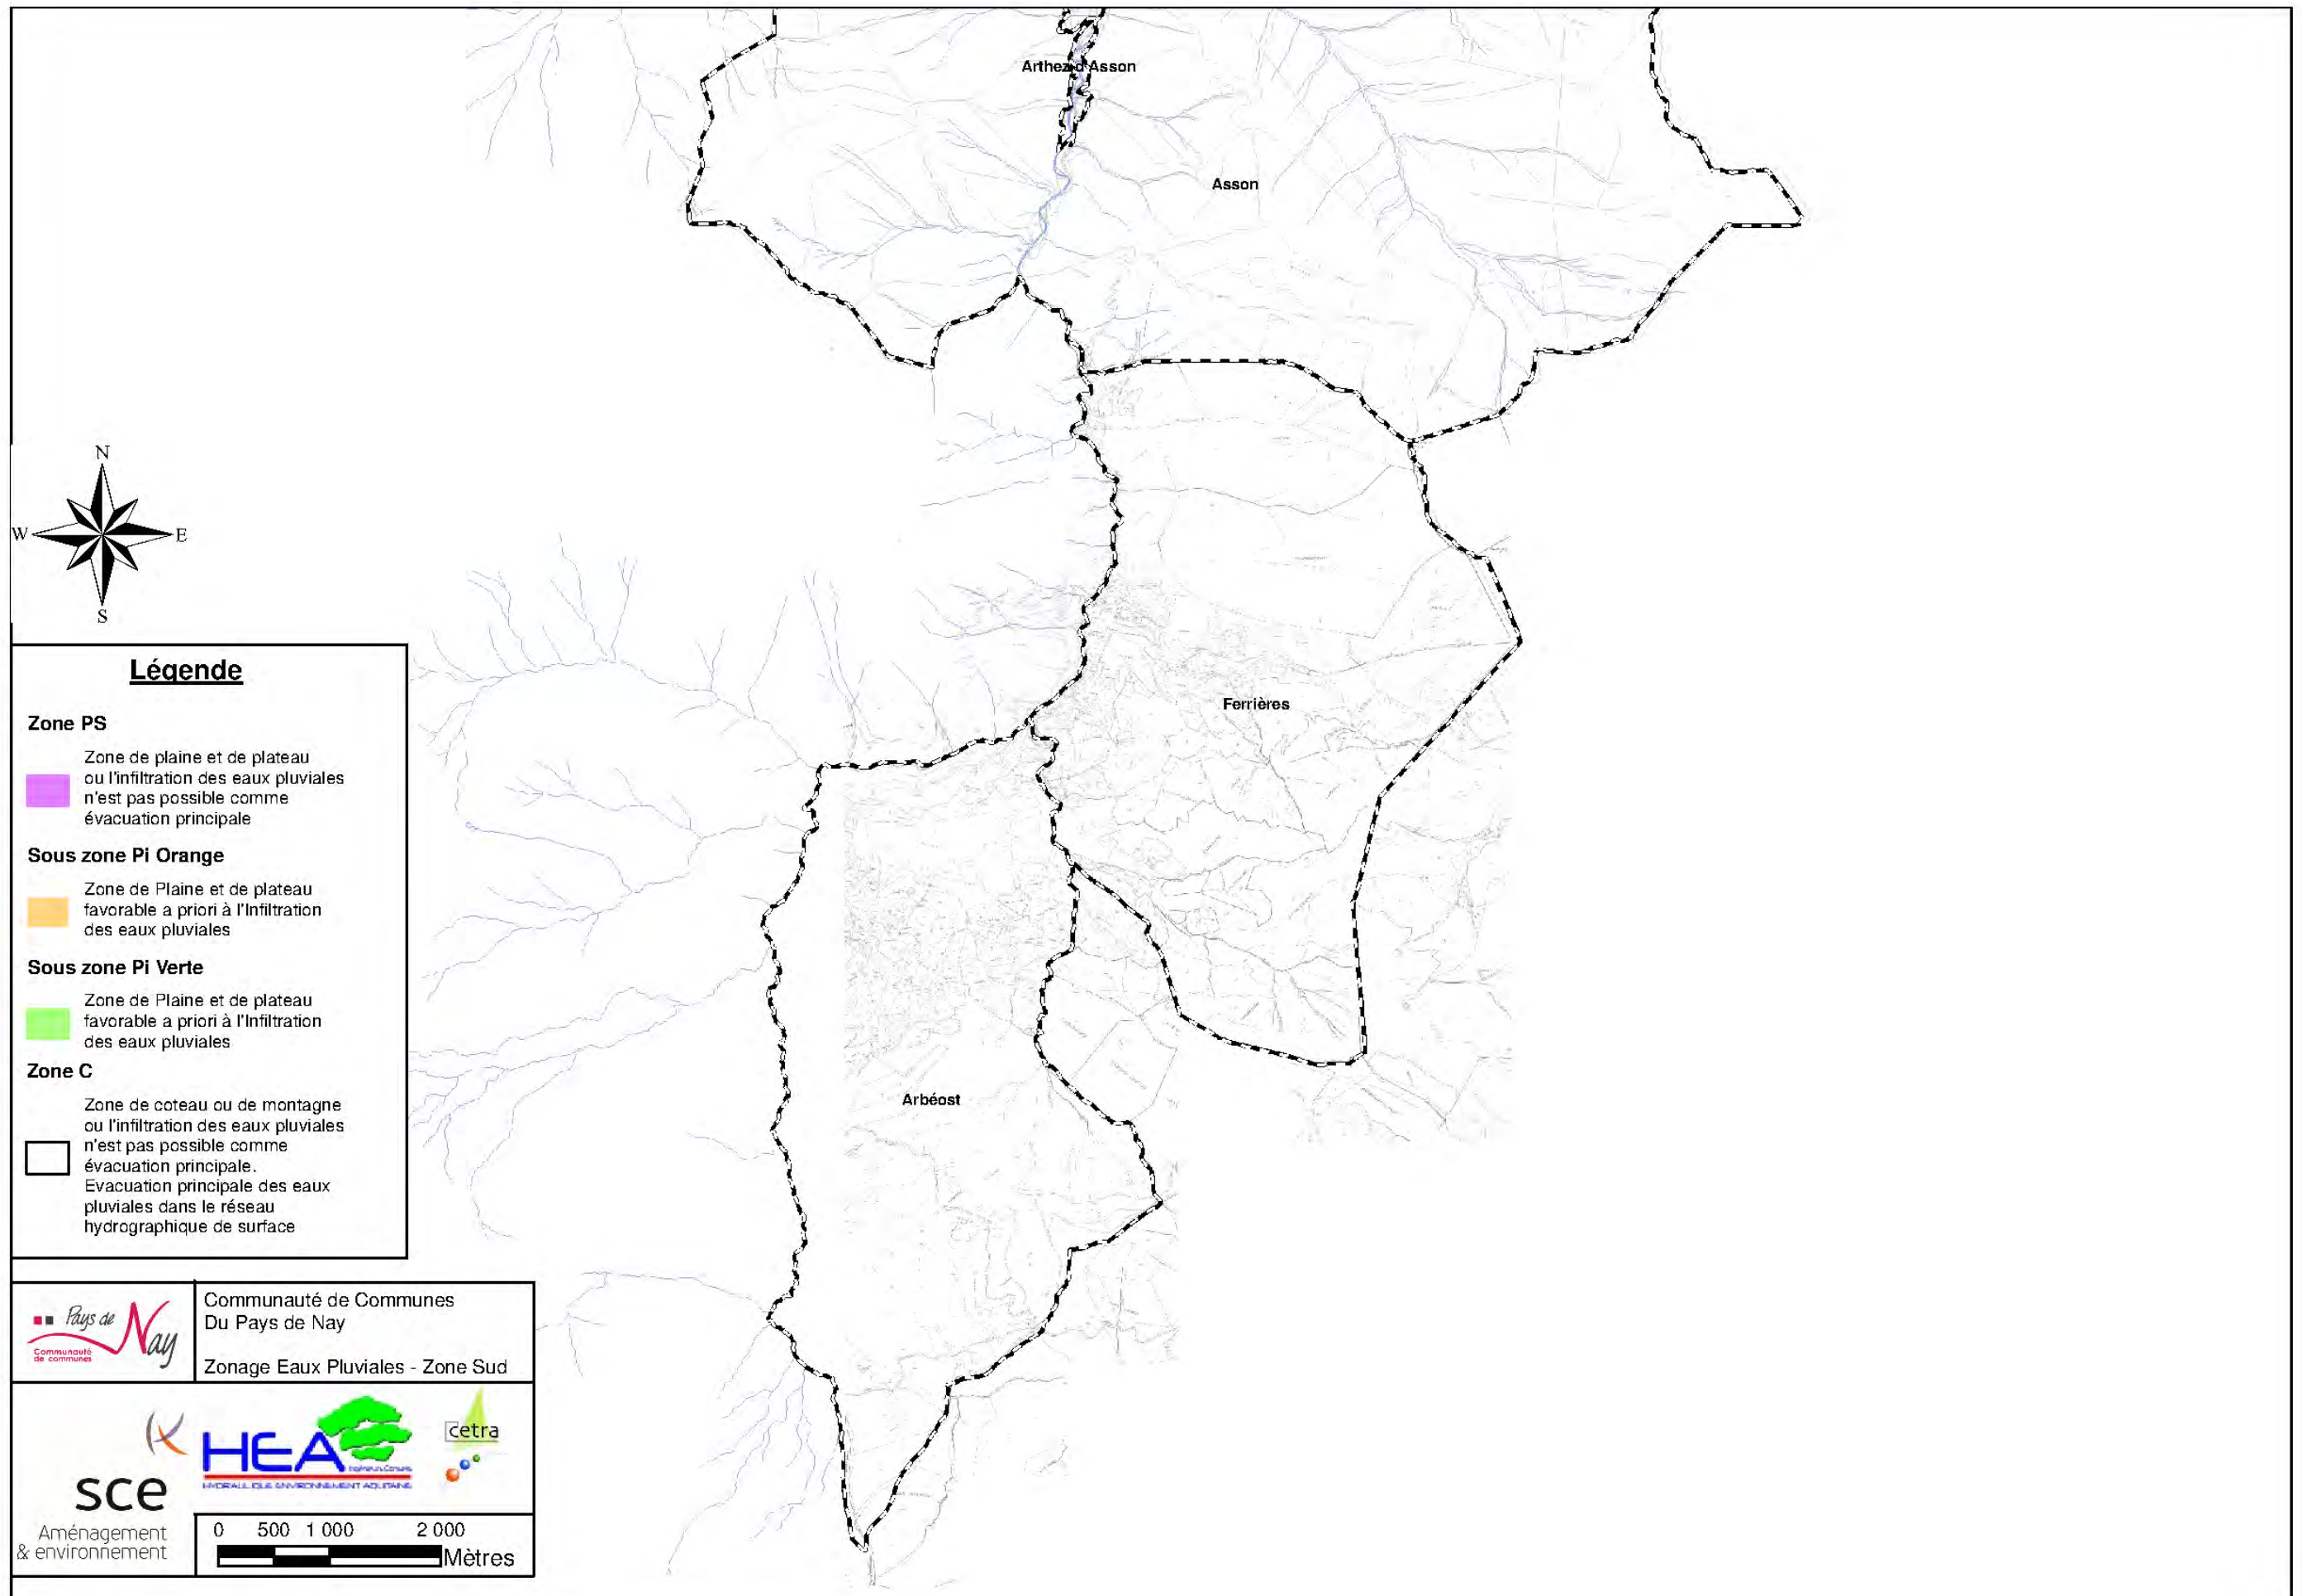 Arthez d'Asson
Asson
N
W
E
S
Ferrières
Arbéost
Légende
Zone PS
Zone de plaine et de plateau
ou l'infiltration des eaux pluviales
n'est pas possible comme
évacuation principale
Sous zone Pi Orange
Zone de Plaine et de plateau
favorable a priori à l'Infiltration
des eaux pluviales
Sous zone Pi Verte
Zone de Plaine et de plateau
favorable a priori à l'Infiltration
des eaux pluviales
Zone C
Zone de coteau ou de montagne
ou l'infiltration des eaux pluviales
n'est pas possible comme
évacuation principale.
Evacuation principale des eaux
pluviales dans le réseau
hydrographique de surface
Pays de Nay
Communauté
de communes
Communauté de Communes
Du Pays de Nay
Zonage Eaux Pluviales - Zone Sud
sce
Aménagement
& environnement
HEA
HYDRAULIQUE ENVIRONNEMENT AQUITAINE
cetra
0 500 1 000 2 000
Mètres